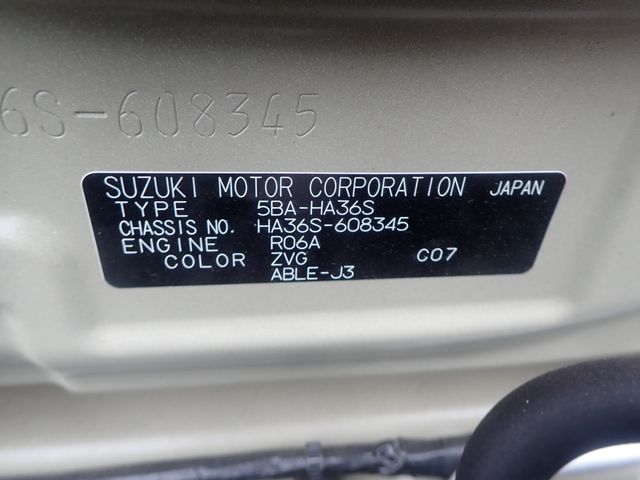 6S-608345
SUZUKI MOTOR CORPORATION JAPAN
TYPE 5BA-HA36S
CHASSIS NO. HA36S-608345
ENGINE R06A
COLOR ZVG C07
ABLE-J3